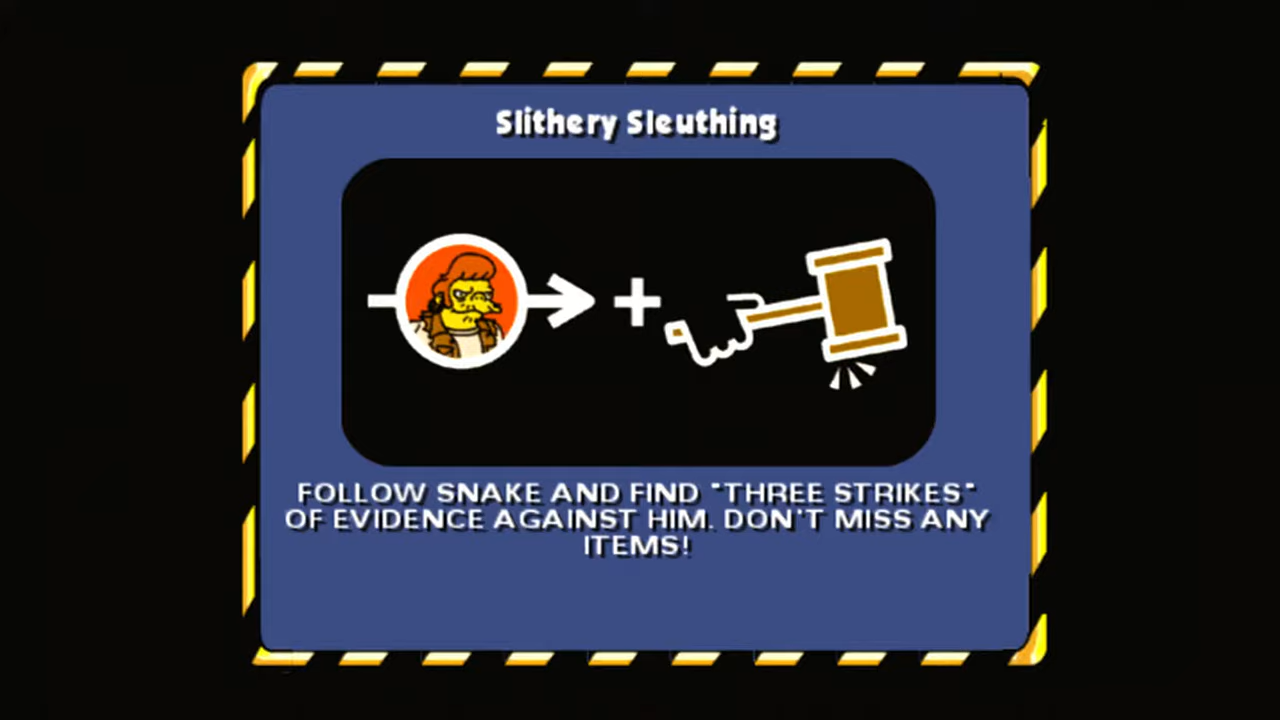 Slithery Sleuthing
FOLLOW SNAKE AND FIND "THREE STRIKES"
OF EVIDENCE AGAINST HIM. DON'T MISS ANY
ITEMS!